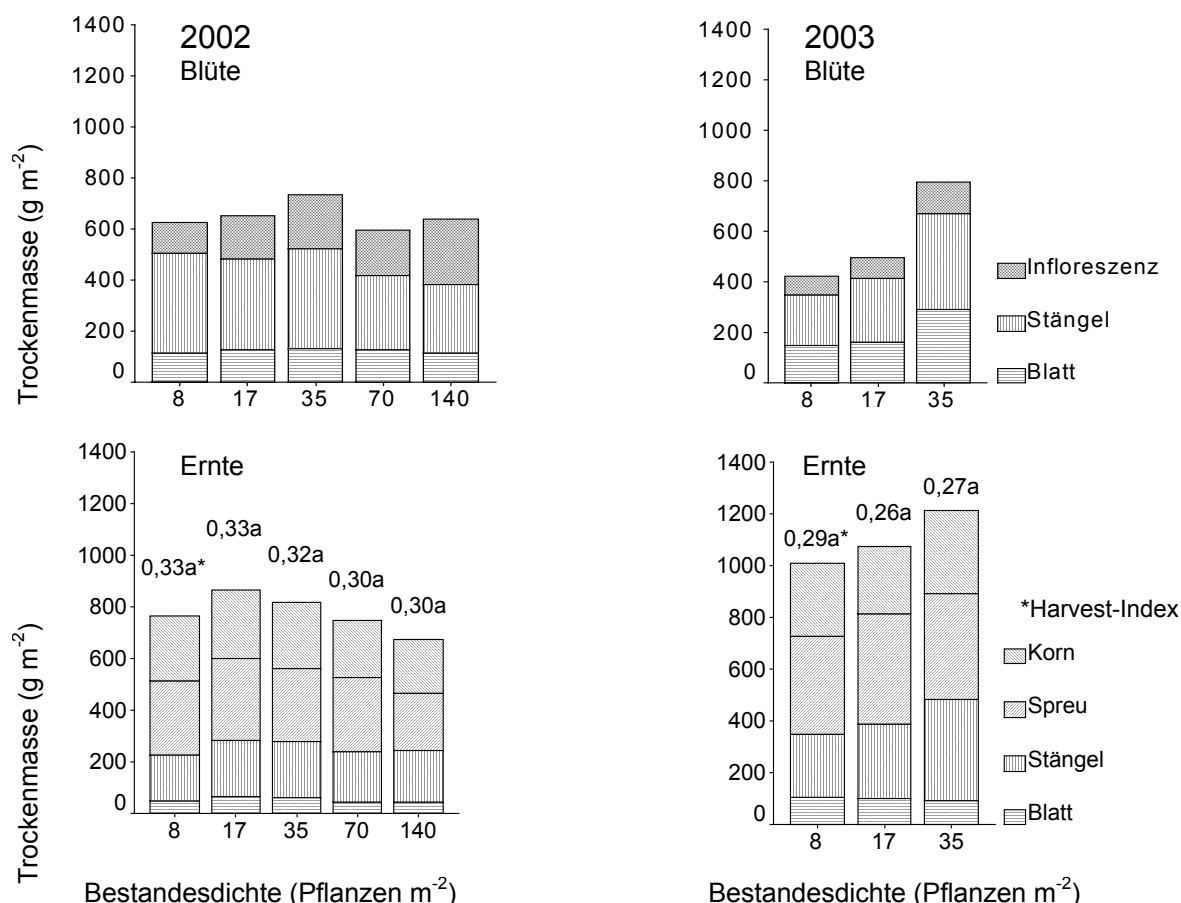 2002
Blüte
Trockenmasse (g m-2)
1400
1200
1000
800
600
400
200
0
8 17 35 70 140
2003
Blüte
1400
1200
1000
800
600
400
200
0
8 17 35
Infloreszenz
Stängel
Blatt
Ernte
Trockenmasse (g m-2)
1400
1200
1000
800
600
400
200
0
0,33a* 0,33a 0,32a 0,30a 0,30a
8 17 35 70 140
Bestandesdichte (Pflanzen m-2)
Ernte
1400
1200
1000
800
600
400
200
0
0,29a* 0,26a 0,27a
8 17 35
*Harvest-Index
Korn
Spreu
Stängel
Blatt
Bestandesdichte (Pflanzen m-2)